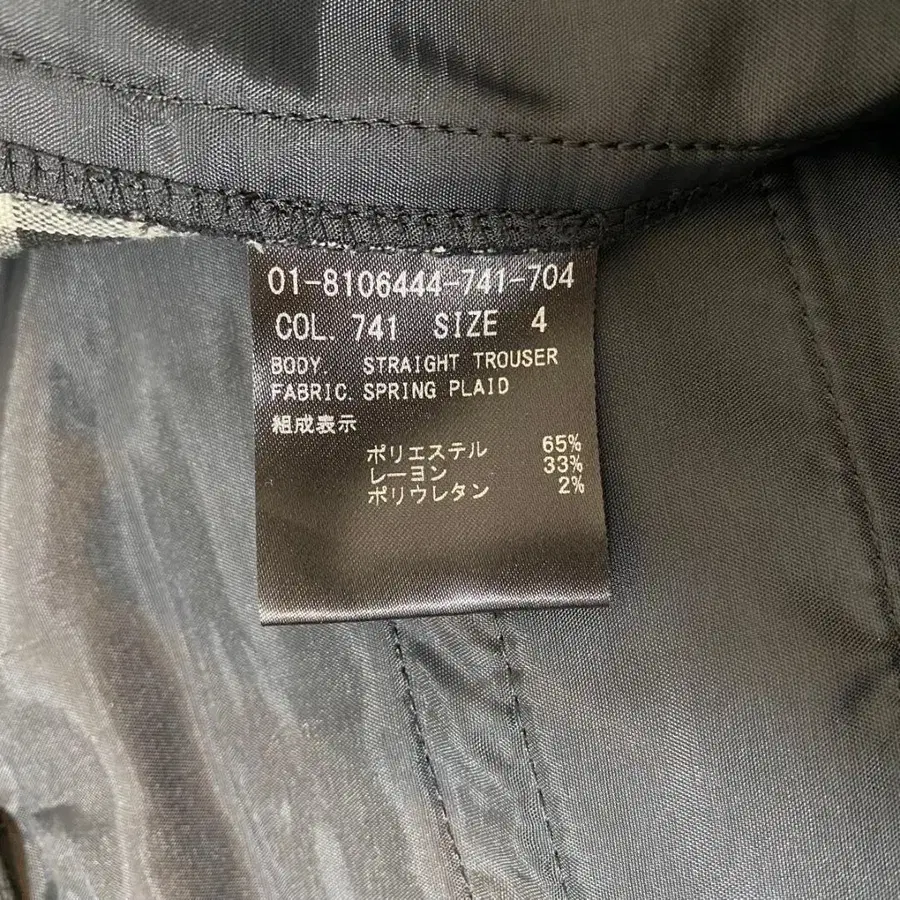 01-8106444-741-704
COL. 741 SIZE 4
BODY. STRAIGHT TROUSER
FABRIC. SPRING PLAID
組成表示
ポリエステル 65%
レーヨン 33%
ポリウレタン 2%